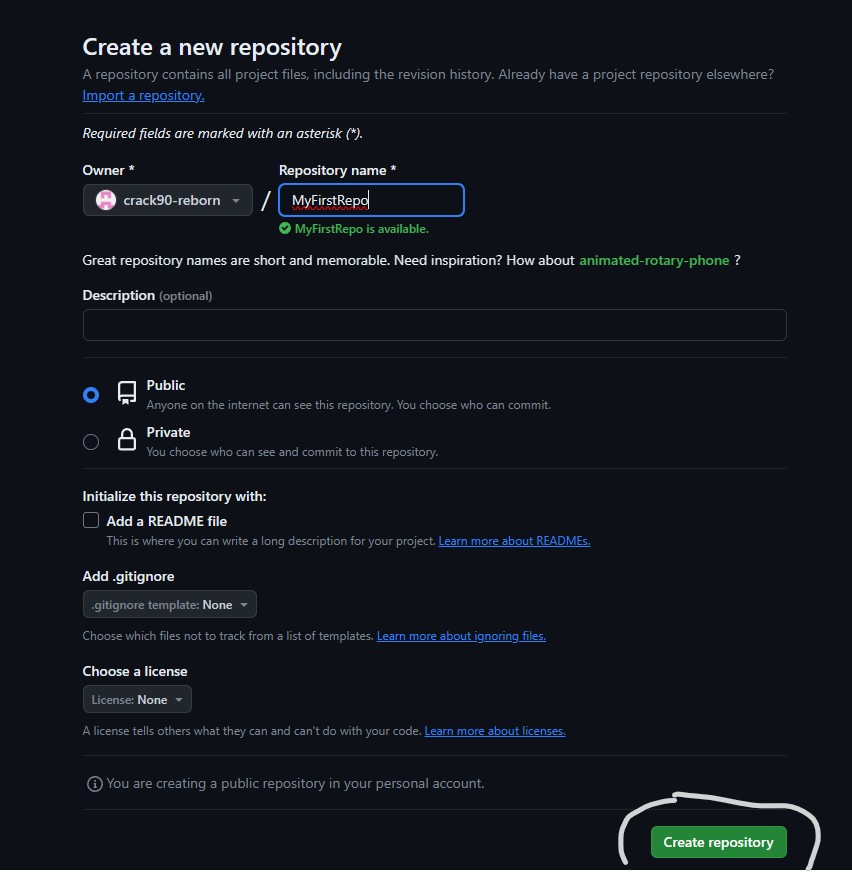 Create a new repository
A repository contains all project files, including the revision history. Already have a project repository elsewhere?
Import a repository.
Required fields are marked with an asterisk (*).
Owner *
Repository name *
crack90-reborn
/
MyFirstRepo
MyFirstRepo is available.
Great repository names are short and memorable. Need inspiration? How about animated-rotary-phone ?
Description (optional)
Public
Anyone on the internet can see this repository. You choose who can commit.
Private
You choose who can see and commit to this repository.
Initialize this repository with:
Add a README file
This is where you can write a long description for your project. Learn more about READMEs.
Add .gitignore
.gitignore template: None
Choose which files not to track from a list of templates. Learn more about ignoring files.
Choose a license
License: None
A license tells others what they can and can't do with your code. Learn more about licenses.
You are creating a public repository in your personal account.
Create repository